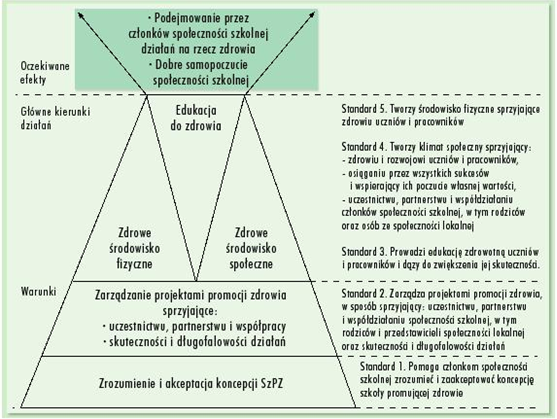 • Podejmowanie przez
członków społeczności szkolnej
działań na rzecz zdrowia
• Dobre samopoczucie
społeczności szkolnej
Oczekiwane
efekty
Główne kierunki
działań
Edukacja
do zdrowia
Zdrowe
środowisko
fizyczne
Zdrowe
środowisko
społeczne
Warunki
Zarządzanie projektami promocji zdrowia
sprzyjające:
• uczestnictwu, partnerstwu i współpracy
• skuteczności i długofalowości działań
Zrozumienie i akceptacja koncepcji SzPZ
Standard 5. Tworzy środowisko fizyczne sprzyjające
zdrowiu uczniów i pracowników
Standard 4. Tworzy klimat społeczny sprzyjający:
- zdrowiu i rozwojowi uczniów i pracowników,
- osiąganiu przez wszystkich sukcesów
i wspierający ich poczucie własnej wartości,
- uczestnictwu, partnerstwu i współdziałaniu
członków społeczności szkolnej, w tym rodziców
oraz osób ze społeczności lokalnej
Standard 3. Prowadzi edukację zdrowotną uczniów
i pracowników i dąży do zwiększenia jej skuteczności.
Standard 2. Zarządza projektami promocji zdrowia,
w sposób sprzyjający: uczestnictwu, partnerstwu
i współdziałaniu społeczności szkolnej, w tym
rodziców i przedstawicieli społeczności lokalnej
oraz skuteczności i długofalowości działań
Standard 1. Pomaga członkom społeczności
szkolnej zrozumieć i zaakceptować koncepcję
szkoły promującej zdrowie